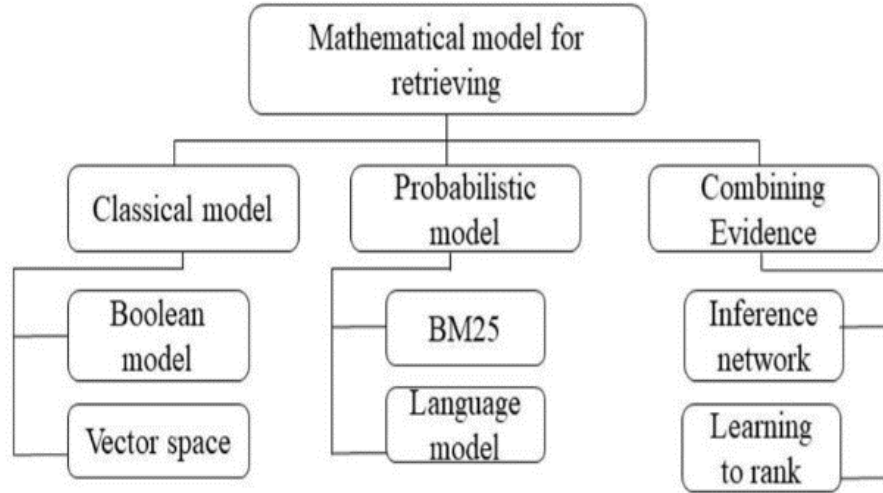 Mathematical model for
retrieving
Classical model
Probabilistic
model
Combining
Evidence
Boolean
model
BM25
Inference
network
Vector space
Language
model
Learning
to rank